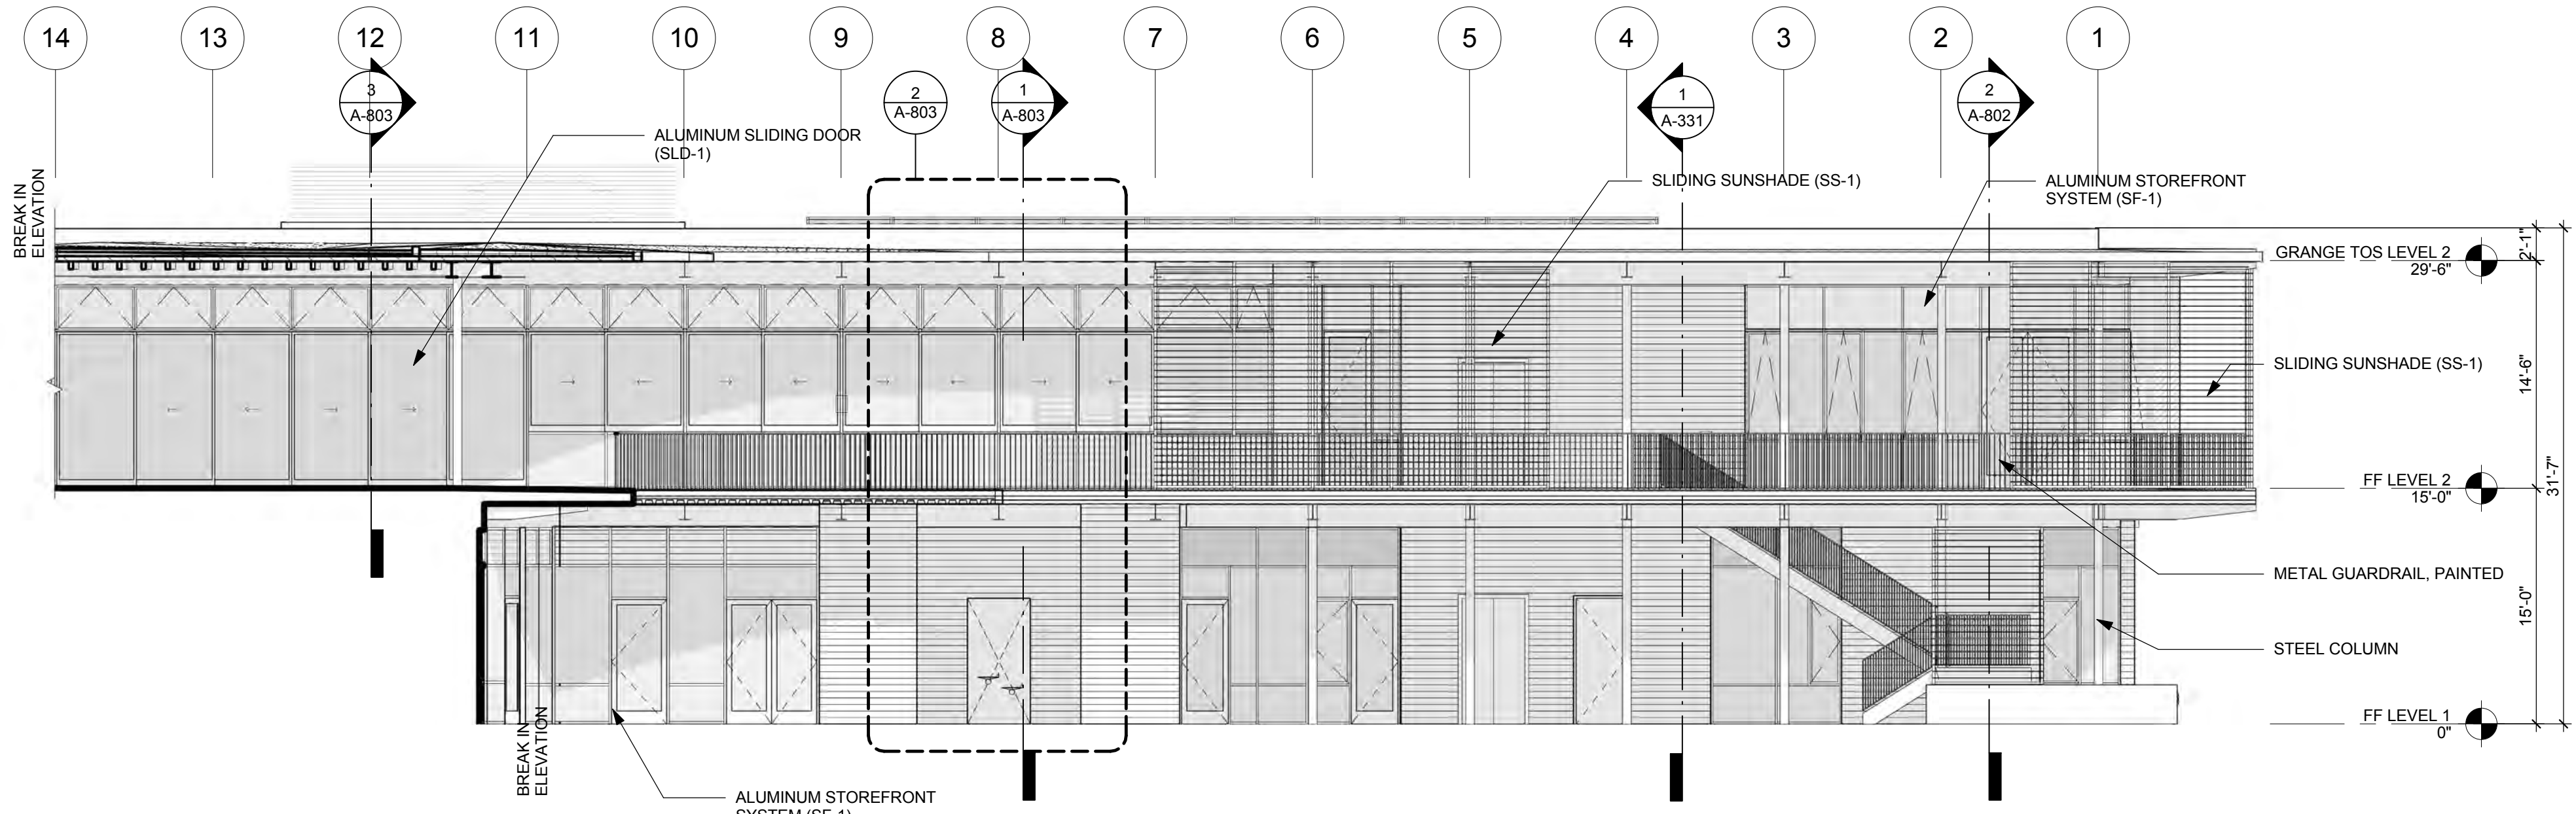 14
13
12
11
10
9
8
7
6
5
4
3
2
1
3
A-803
2
A-803
1
A-803
1
A-331
2
A-802
BREAK IN
ELEVATION
ALUMINUM SLIDING DOOR
(SLD-1)
SLIDING SUNSHADE (SS-1)
ALUMINUM STOREFRONT
SYSTEM (SF-1)
GRANGE TOS LEVEL 2
29'-6"
2'-1"
SLIDING SUNSHADE (SS-1)
14'-6"
FF LEVEL 2
15'-0"
31'-7"
METAL GUARDRAIL, PAINTED
15'-0"
STEEL COLUMN
FF LEVEL 1
0"
BREAK IN
ELEVATION
ALUMINUM STOREFRONT
SYSTEM (SF-1)